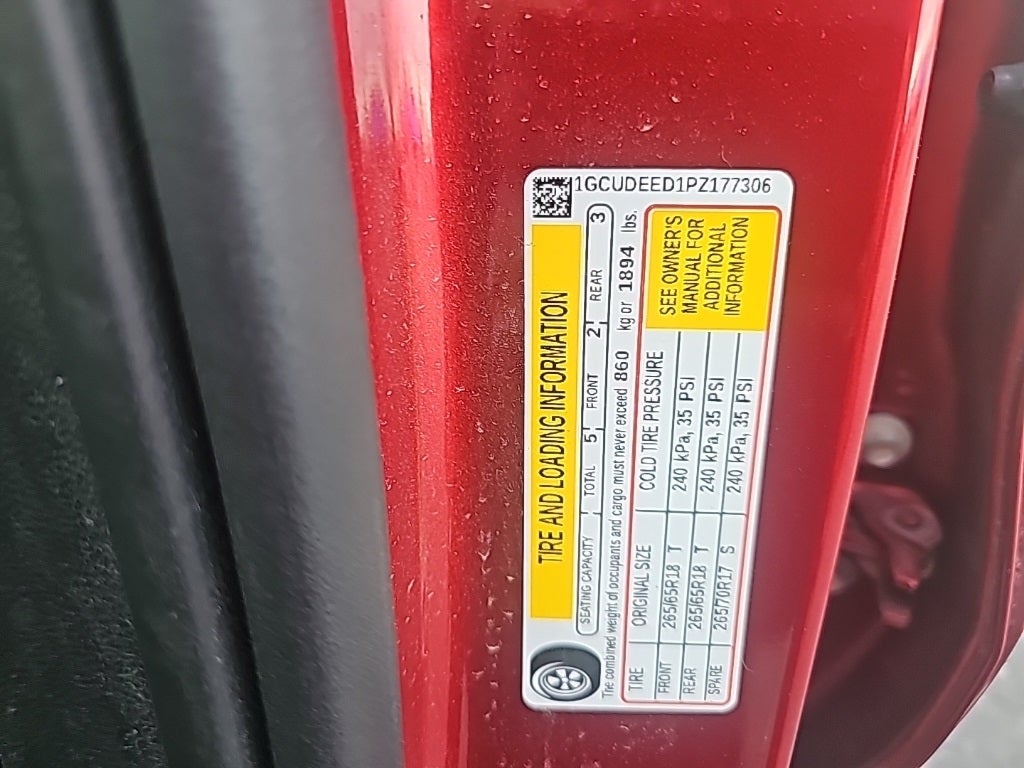 1GCUDEED1PZ177306
TIRE AND LOADING INFORMATION
SEATING CAPACITY TOTAL 5 FRONT 2 REAR 3
The combined weight of occupants and cargo must never exceed 860 kg or 1894 lbs.
TIRE ORIGINAL SIZE COLD TIRE PRESSURE
FRONT 265/65R18 T 240 kPa, 35 PSI
REAR 265/65R18 T 240 kPa, 35 PSI
SPARE 265/70R17 S 240 kPa, 35 PSI
SEE OWNER'S
MANUAL FOR
ADDITIONAL
INFORMATION